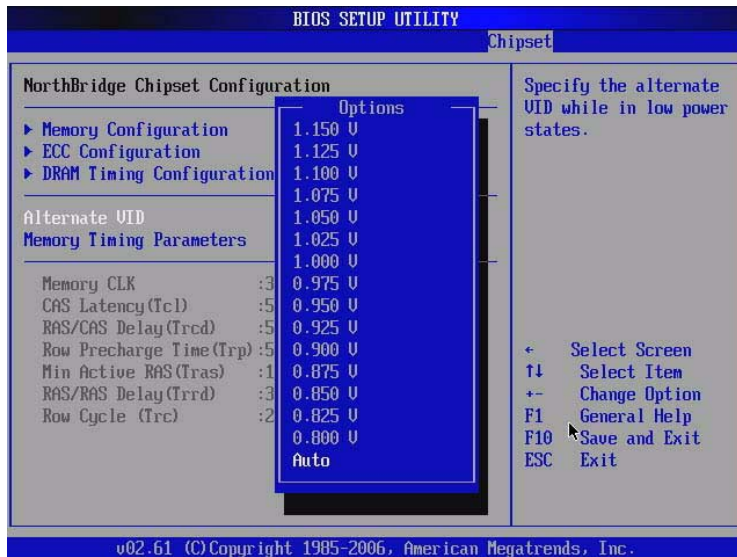 BIOS SETUP UTILITY
Chipset
NorthBridge Chipset Configuration
▶ Memory Configuration
▶ ECC Configuration
▶ DRAM Timing Configuration
Alternate VID
Memory Timing Parameters
Memory CLK :3
CAS Latency(Tcl) :5
RAS/CAS Delay(Trcd) :5
Row Precharge Time(Trp) :5
Min Active RAS(Tras) :1
RAS/RAS Delay(Trrd) :3
Row Cycle (Trc) :2
Options
1.150 V
1.125 V
1.100 V
1.075 V
1.050 V
1.025 V
1.000 V
0.975 V
0.950 V
0.925 V
0.900 V
0.875 V
0.850 V
0.825 V
0.800 V
Auto
Specify the alternate
VID while in low power
states.
← Select Screen
↑↓ Select Item
+- Change Option
F1 General Help
F10 Save and Exit
ESC Exit
v02.61 (C)Copyright 1985-2006, American Megatrends, Inc.